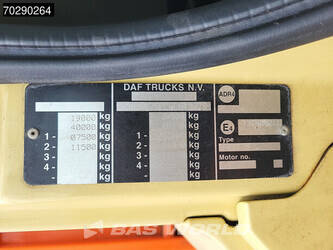 70290264
DAF TRUCKS N.V.
19000 kg
40000 kg
1 - 07500 kg
2 - 11500 kg
3 - kg
4 - kg
kg
kg
1 - kg
2 - kg
3 - kg
4 - kg
ADR
E4
Type
Motor no.
BAS WORLD